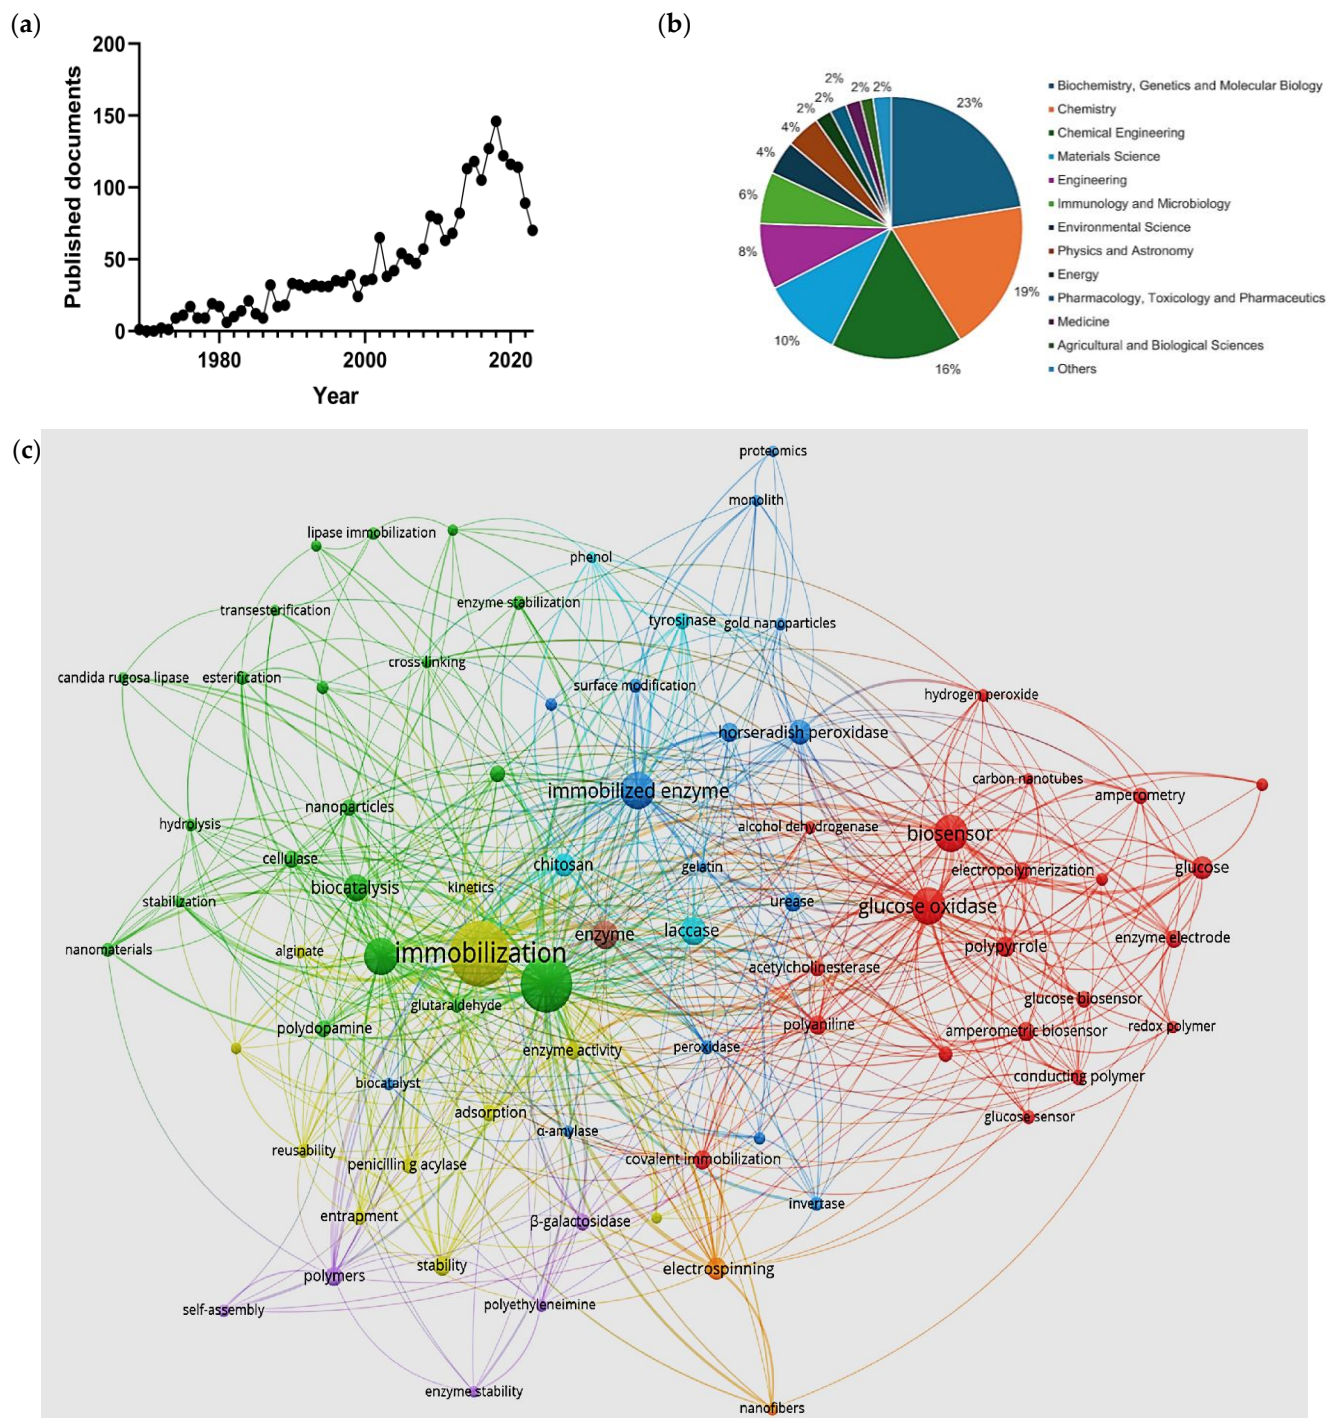 (a)
200
150
100
50
0
Published documents
1980
2000
2020
Year
(b)
2%
2%
2%
2%
2%
4%
4%
6%
8%
10%
16%
19%
23%
Biochemistry, Genetics and Molecular Biology
Chemistry
Chemical Engineering
Materials Science
Engineering
Immunology and Microbiology
Environmental Science
Physics and Astronomy
Energy
Pharmacology, Toxicology and Pharmaceutics
Medicine
Agricultural and Biological Sciences
Others
(c)
proteomics
monolith
lipase immobilization
phenol
transesterification
enzyme stabilization
tyrosinase
gold nanoparticles
cross-linking
candida rugosa lipase
esterification
surface modification
hydrogen peroxide
horseradish peroxidase
carbon nanotubes
immobilized enzyme
amperometry
nanoparticles
hydrolysis
alcohol dehydrogenase
biosensor
cellulase
chitosan
gelatin
electropolymerization
glucose
biocatalysis
kinetics
stabilization
urease
glucose oxidase
enzyme
laccase
enzyme electrode
nanomaterials
alginate
immobilization
polypyrrole
acetylcholinesterase
glutaraldehyde
glucose biosensor
polydopamine
polyaniline
amperometric biosensor
redox polymer
enzyme activity
peroxidase
biocatalyst
conducting polymer
adsorption
glucose sensor
α-amylase
reusability
penicillin g acylase
covalent immobilization
invertase
entrapment
β-galactosidase
stability
electrospinning
polymers
self-assembly
polyethyleneimine
enzyme stability
nanofibers